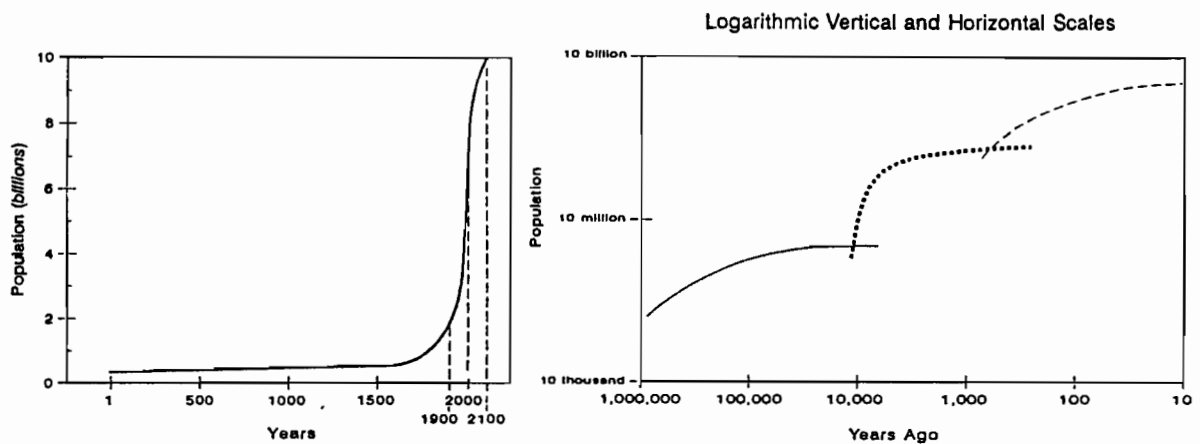 Logarithmic Vertical and Horizontal Scales
Population (billions)
10
8
6
4
2
0
1 500 1000 1500 2000
1900 2100
Years
Population
10 billion
10 million
10 thousand
1,000,000 100,000 10,000 1,000 100 10
Years Ago